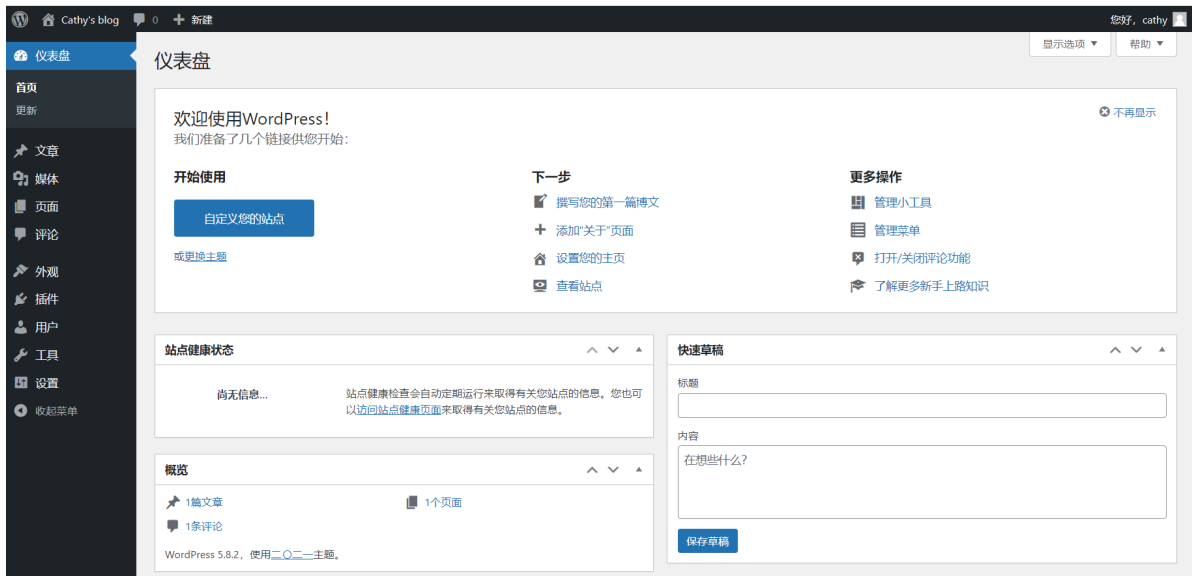 Cathy's blog 0 新建 您好，cathy
仪表盘
首页
更新
文章
媒体
页面
评论
外观
插件
用户
工具
设置
收起菜单
显示选项 帮助
仪表盘
欢迎使用WordPress！
我们准备了几个链接供您开始：
不再显示
开始使用
自定义您的站点
或更换主题
下一步
撰写您的第一篇博文
添加“关于”页面
设置您的主页
查看站点
更多操作
管理小工具
管理菜单
打开/关闭评论功能
了解更多新手上路知识
站点健康状态
尚无信息...
站点健康检查会自动定期运行来取得有关您站点的信息。您也可
以访问站点健康页面来取得有关您站点的信息。
概览
1篇文章 1个页面
1条评论
WordPress 5.8.2，使用二〇二一主题。
快速草稿
标题
内容
在想些什么？
保存草稿